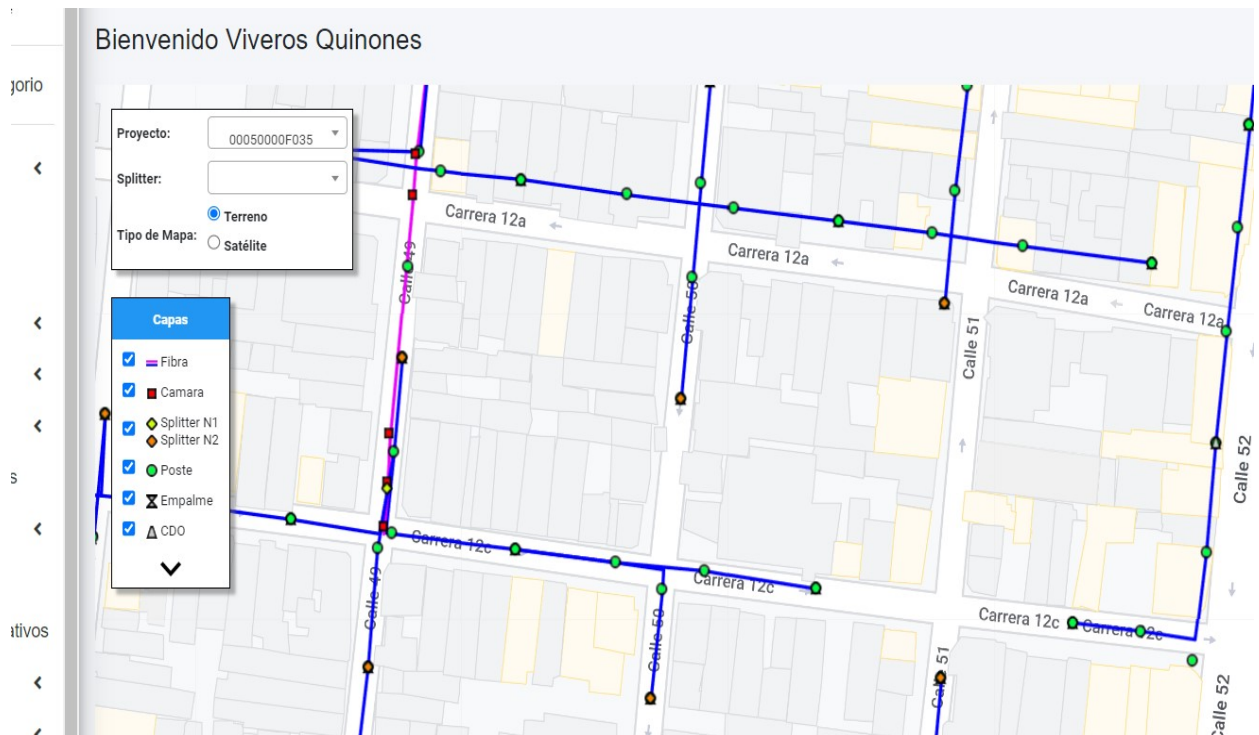 Bienvenido Viveros Quinones
gorio
Proyecto:
00050000F035
Splitter:
Terreno
Tipo de Mapa:
Satélite
Capas
Fibra
Camara
Splitter N1
Splitter N2
Poste
Empalme
CDO
s
ativos
Carrera 12a
Carrera 12a
Carrera 12a
Carrera 12a
Calle 49
Calle 50
Calle 51
Calle 52
Carrera 12c
Carrera 12c
Carrera 12c
Carrera 12c
Calle 49
Calle 50
Calle 51
Calle 52